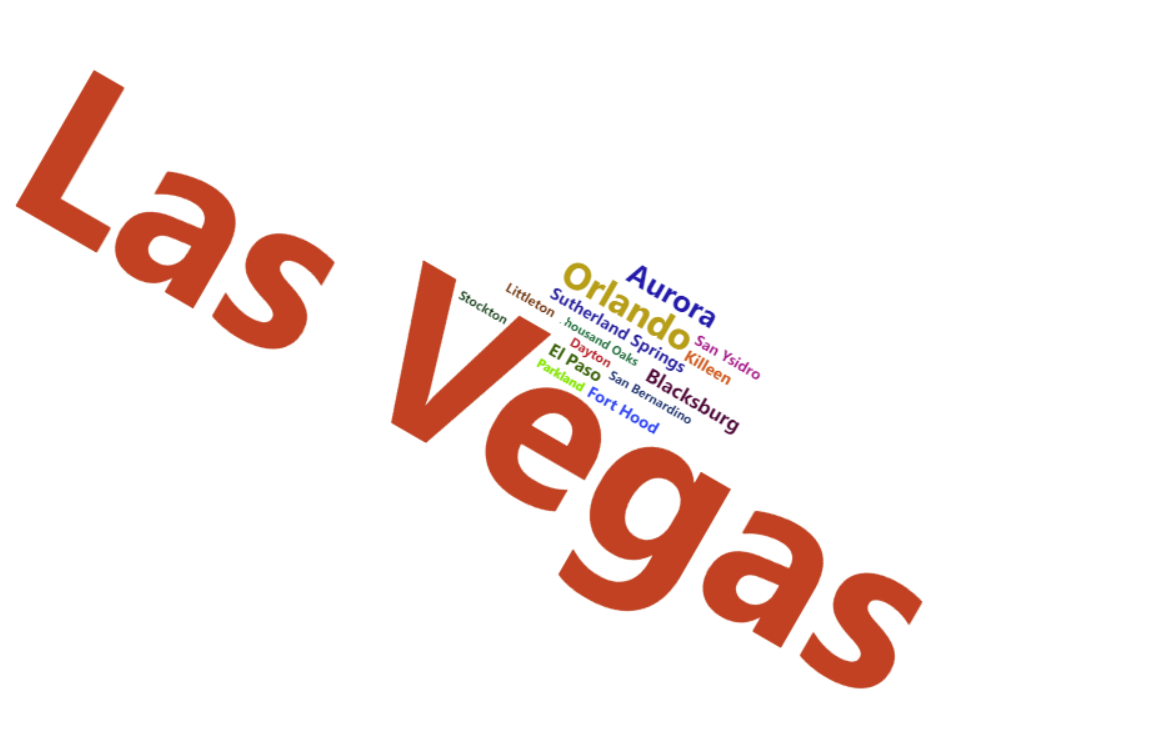 Las Vegas
Aurora
Orlando
Littleton
Sutherland Springs
Stockton
housand Oaks
San Ysidro
Killeen
Dayton
El Paso
Blacksburg
Parkland
San Bernardino
Fort Hood